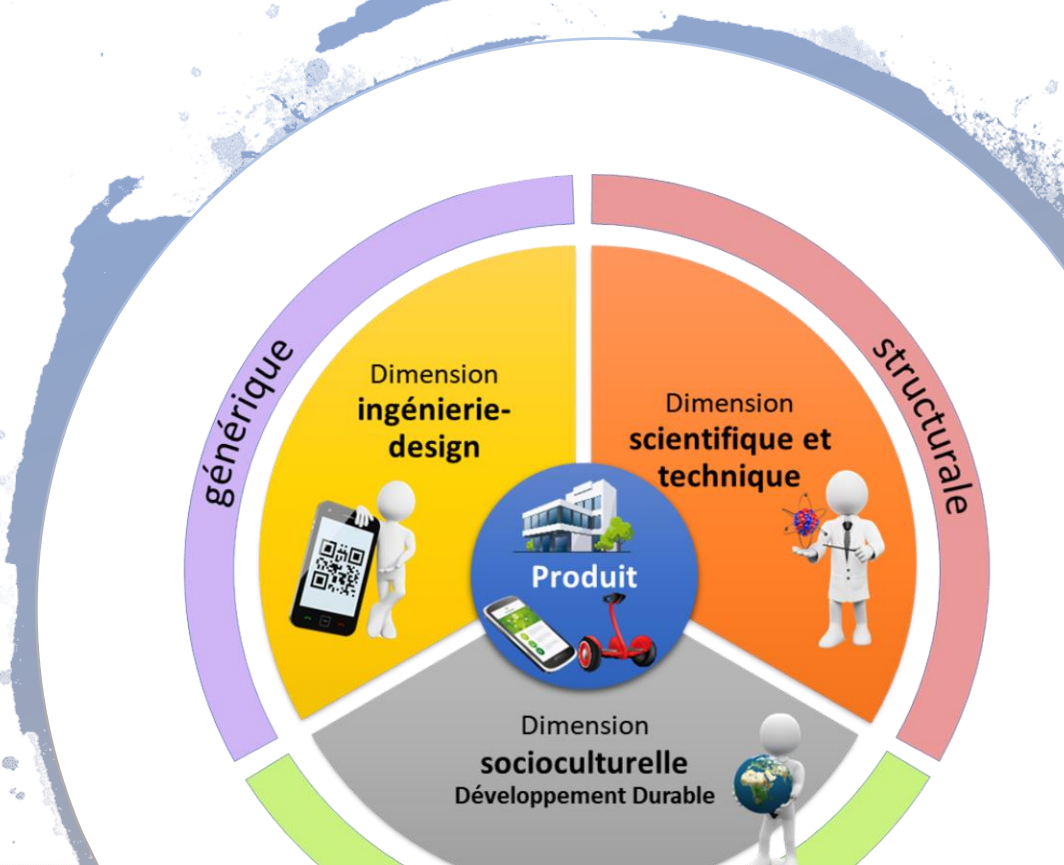 générique
structurale
Dimension
ingénierie-
design
Dimension
scientifique et
technique
Produit
Dimension
socioculturelle
Développement Durable